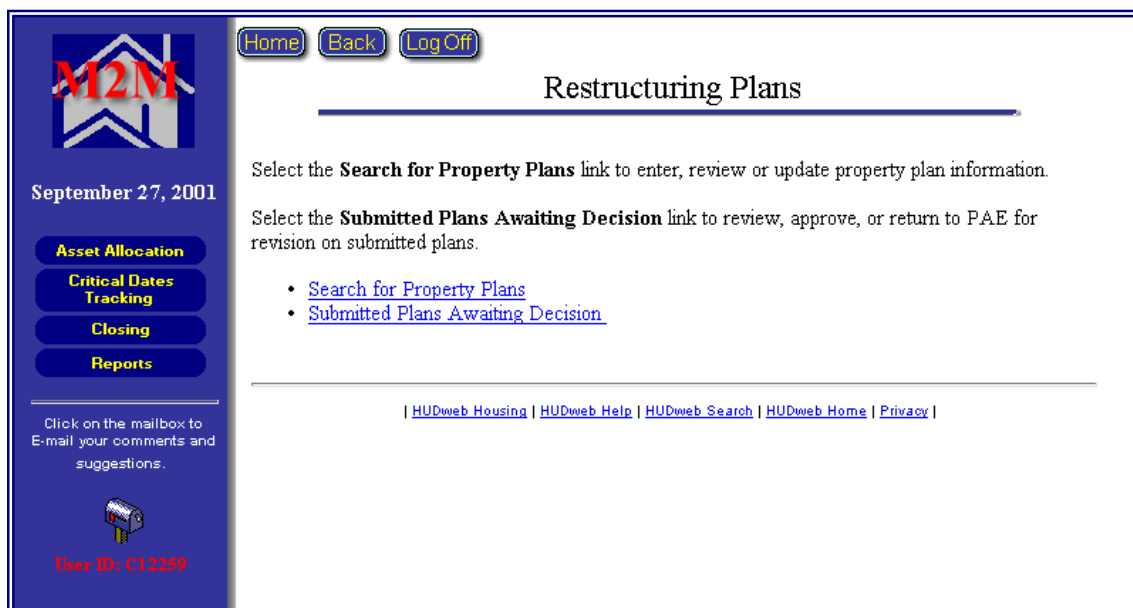 M2M
September 27, 2001
Asset Allocation
Critical Dates
Tracking
Closing
Reports
Click on the mailbox to
E-mail your comments and
suggestions.
User ID: C12259
Home Back Log Off
Restructuring Plans
Select the Search for Property Plans link to enter, review or update property plan information.
Select the Submitted Plans Awaiting Decision link to review, approve, or return to PAE for
revision on submitted plans.
• Search for Property Plans
• Submitted Plans Awaiting Decision
| HUDweb Housing | HUDweb Help | HUDweb Search | HUDweb Home | Privacy |